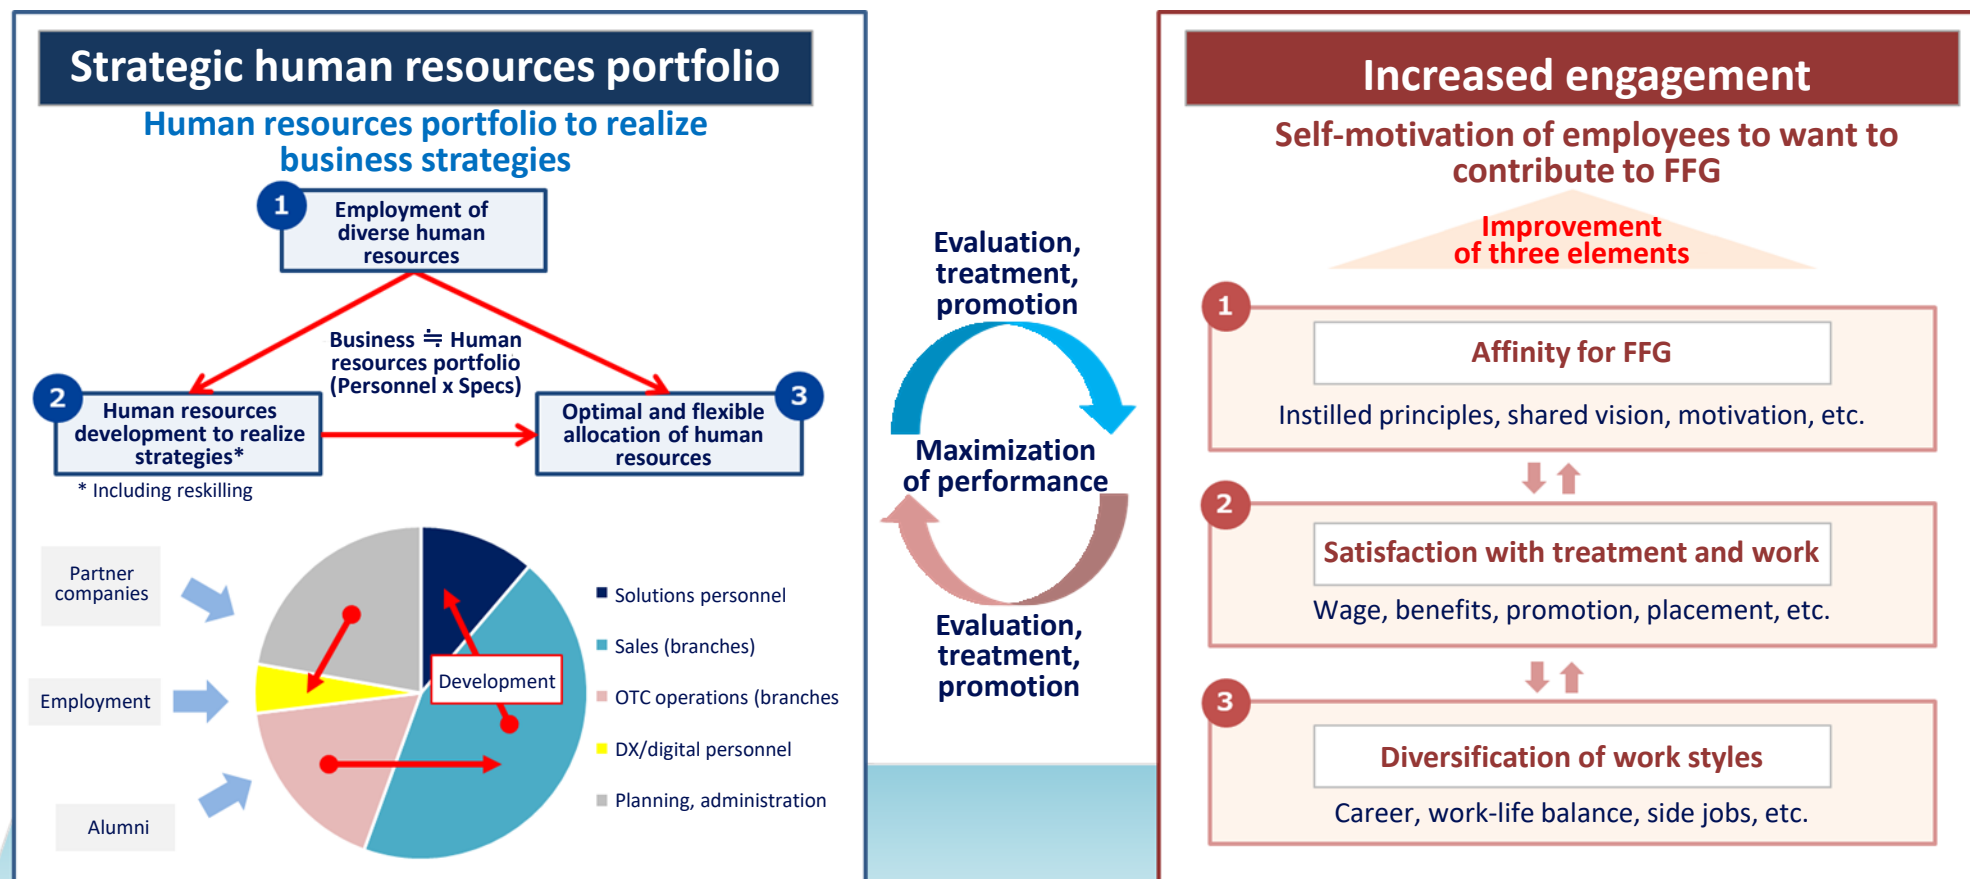 Strategic human resources portfolio
Human resources portfolio to realize
business strategies
1
Employment of
diverse human
resources
Business ≒ Human
resources portfolio
(Personnel x Specs)
2
Human resources
development to realize
strategies*
3
Optimal and flexible
allocation of human
resources
* Including reskilling
Partner
companies
Employment
Alumni
Development
Solutions personnel
Sales (branches)
OTC operations (branches
DX/digital personnel
Planning, administration
Evaluation,
treatment,
promotion
Maximization
of performance
Evaluation,
treatment,
promotion
Increased engagement
Self-motivation of employees to want to
contribute to FFG
Improvement
of three elements
1
Affinity for FFG
Instilled principles, shared vision, motivation, etc.
2
Satisfaction with treatment and work
Wage, benefits, promotion, placement, etc.
3
Diversification of work styles
Career, work-life balance, side jobs, etc.